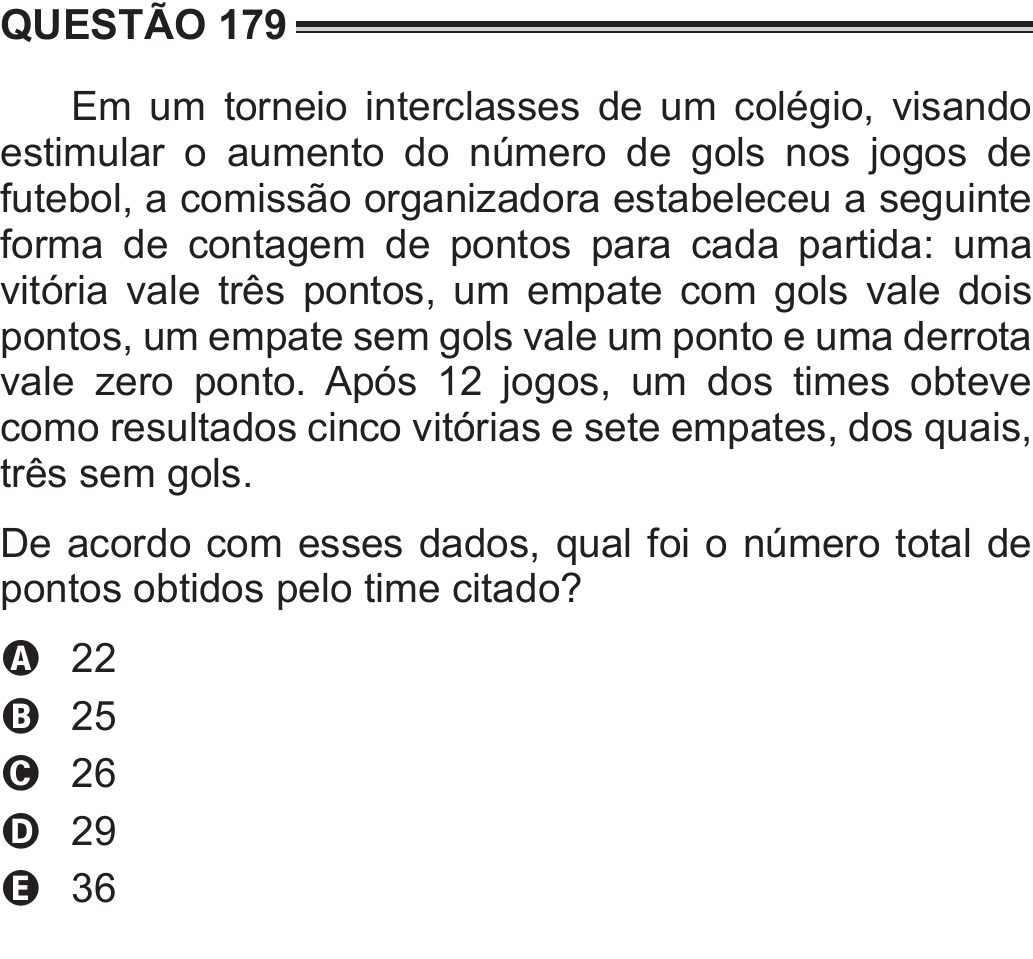 QUESTÃO 179
Em um torneio interclasses de um colégio, visando
estimular o aumento do número de gols nos jogos de
futebol, a comissão organizadora estabeleceu a seguinte
forma de contagem de pontos para cada partida: uma
vitória vale três pontos, um empate com gols vale dois
pontos, um empate sem gols vale um ponto e uma derrota
vale zero ponto. Após 12 jogos, um dos times obteve
como resultados cinco vitórias e sete empates, dos quais,
três sem gols.
De acordo com esses dados, qual foi o número total de
pontos obtidos pelo time citado?
A 22
B 25
C 26
D 29
E 36